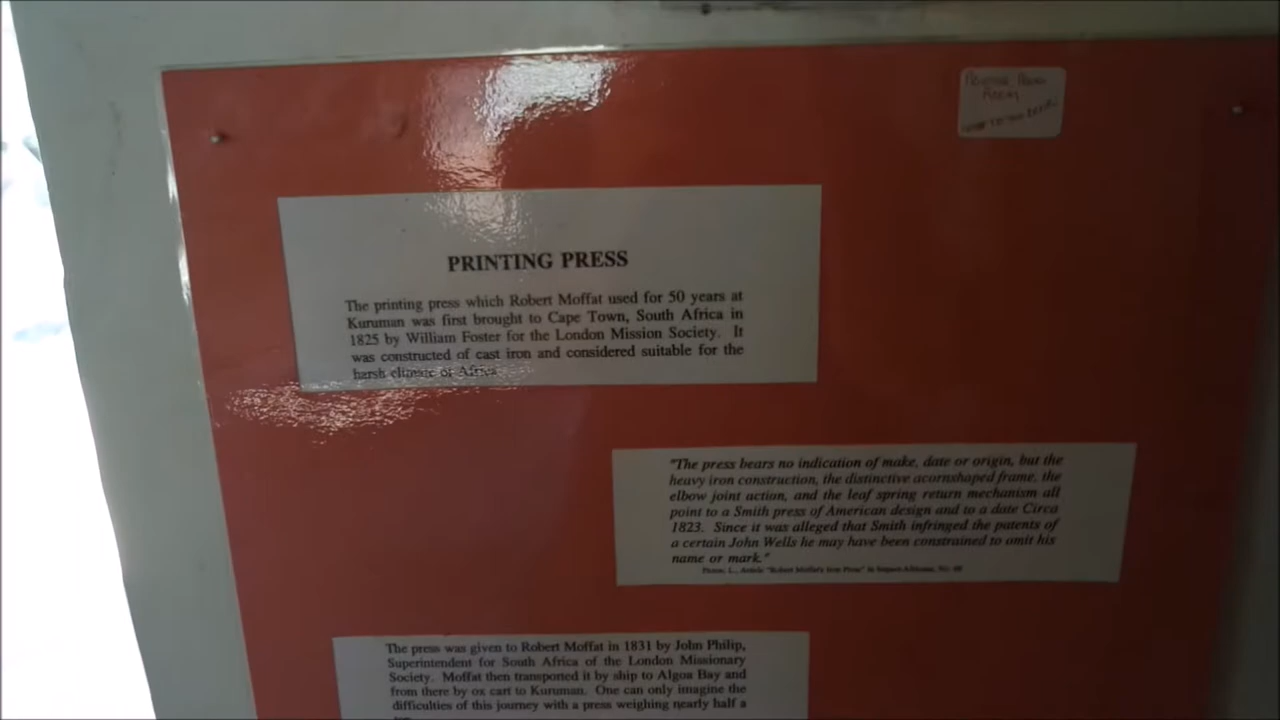 PRINTING PRESS
The printing press which Robert Moffat used for 50 years at
Kuruman was first brought to Cape Town, South Africa in
1825 by William Foster for the London Mission Society. It
was constructed of cast iron and considered suitable for the
harsh climate of Africa
"The press bears no indication of make, date or origin, but the
heavy iron construction, the distinctive acornshaped frame, the
elbow joint action, and the leaf spring return mechanism all
point to a Smith press of American design and to a date Circa
1823. Since it was alleged that Smith infringed the patents of
a certain John Wells he may have been constrained to omit his
name or mark."
L., Article "Robert Moffat's Iron Press" in
The press was given to Robert Moffat in 1831 by John Philip,
Superintendent for South Africa of the London Missionary
Society. Moffat then transported it by ship to Algoa Bay and
from there by ox cart to Kuruman. One can only imagine the
difficulties of this journey with a press weighing nearly half a